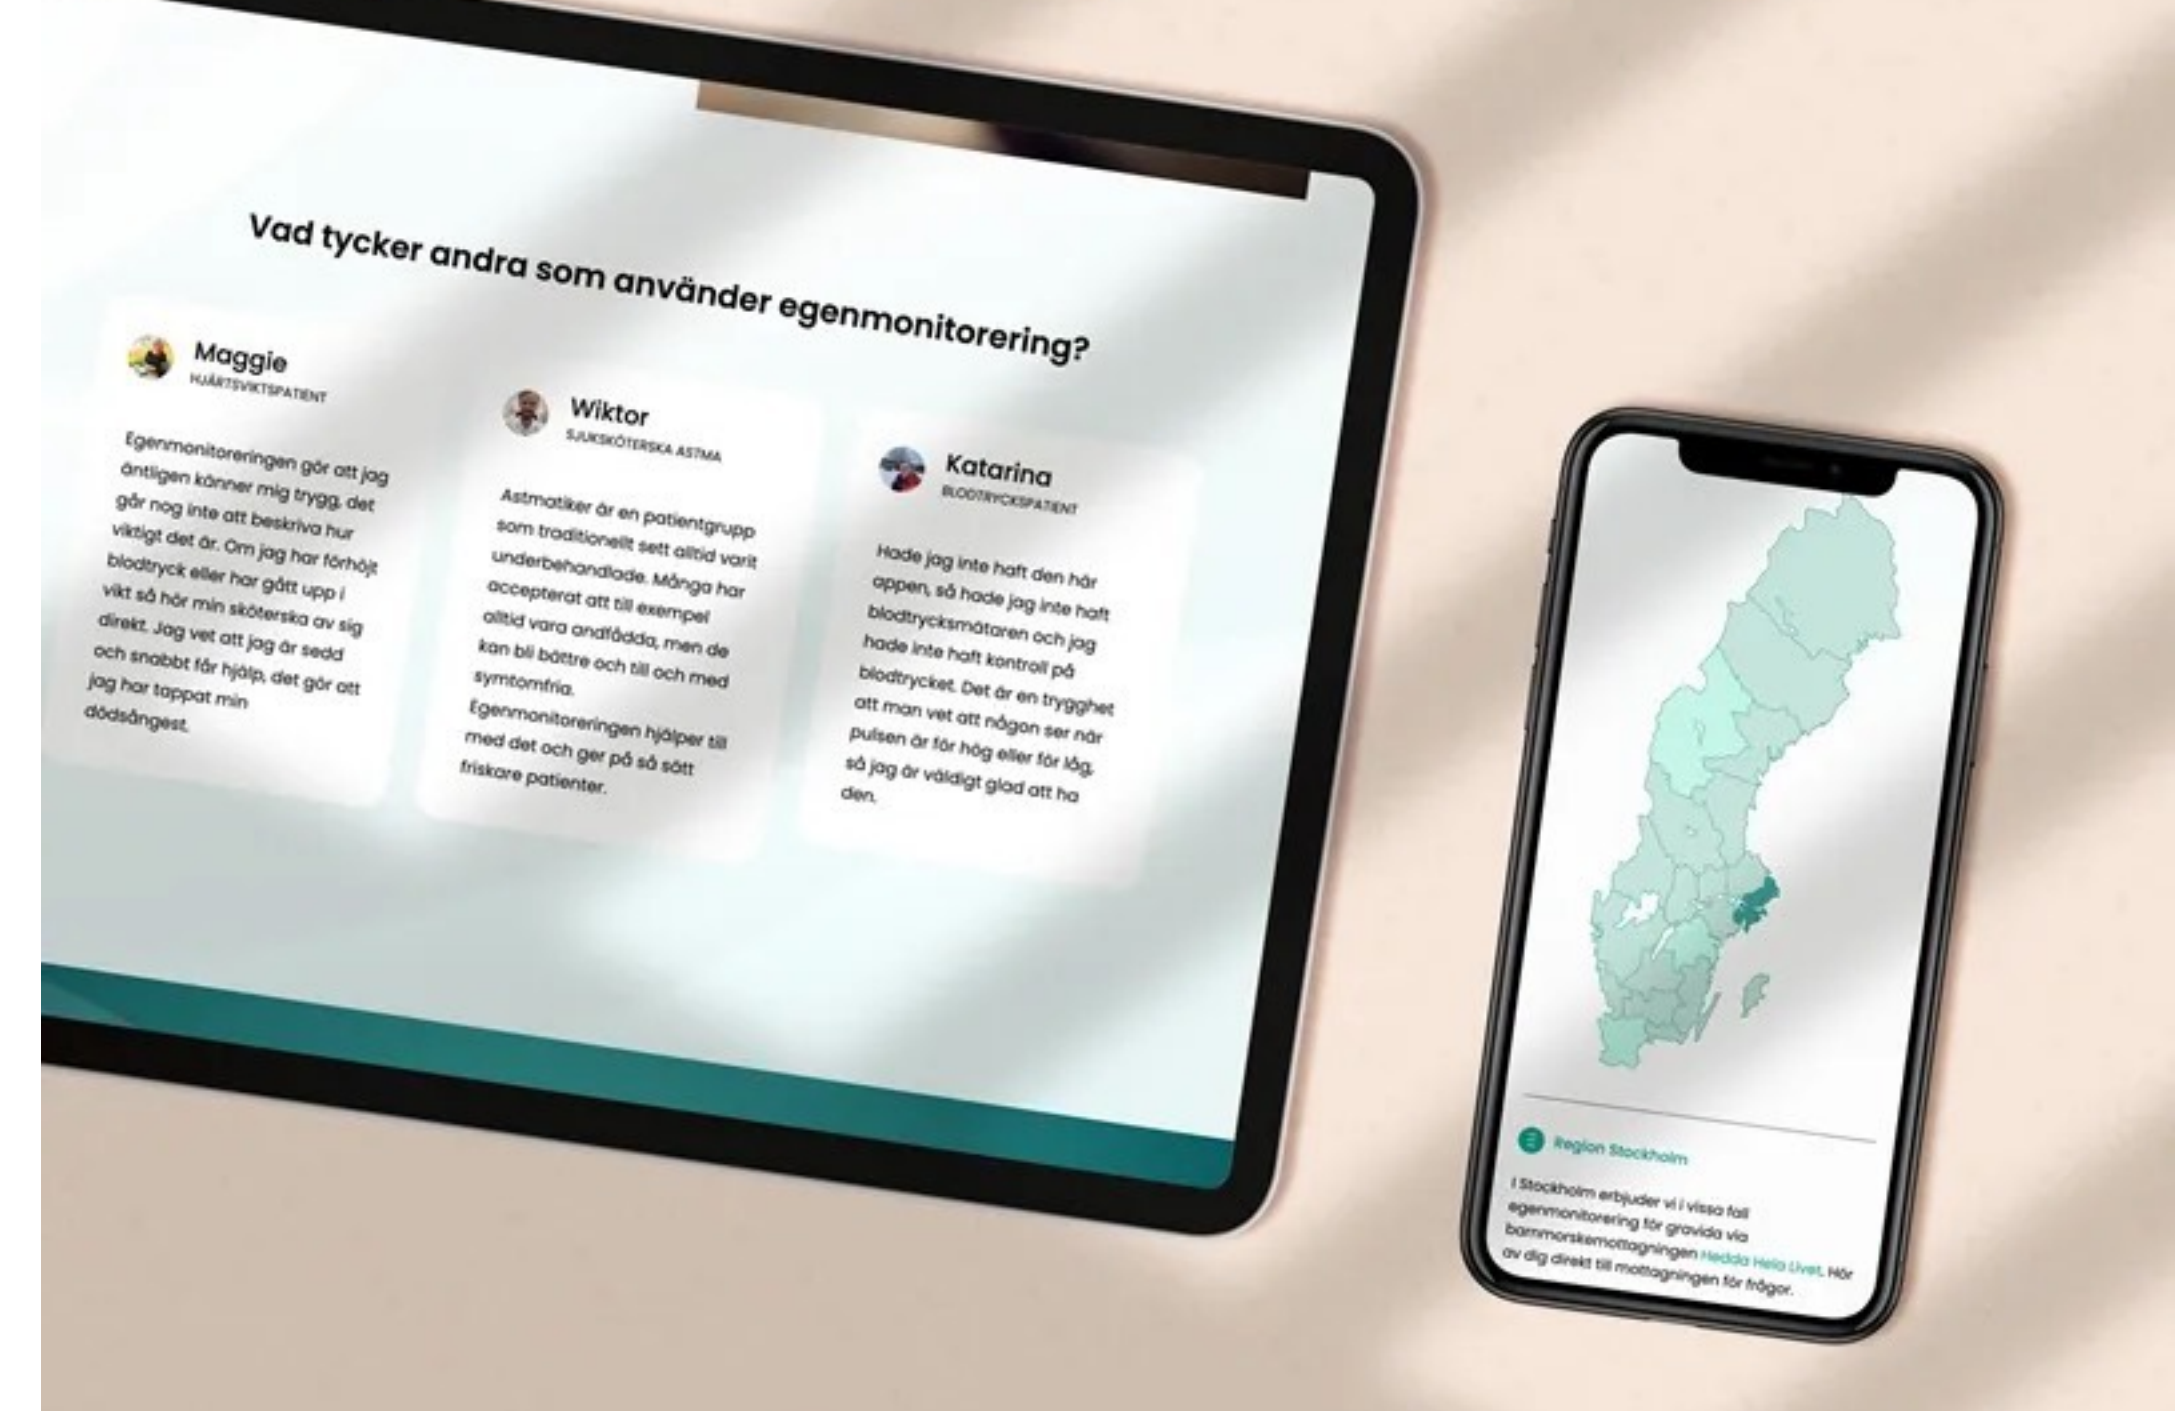 Vad tycker andra som använder egenmonitorering?
Maggie
HJÄRTSVIKTSPATIENT
Egenmonitoreringen gör att jag
äntligen känner mig trygg, det
går nog inte att beskriva hur
viktigt det är. Om jag har förhöjt
blodtryck eller har gått upp i
vikt så hör min sköterska av sig
direkt. Jag vet att jag är sedd
och snabbt får hjälp, det gör att
jag har tappat min
dödsångest.
Wiktor
SJUKSKÖTERSKA ASTMA
Astmatiker är en patientgrupp
som traditionellt sett alltid varit
underbehandlade. Många har
accepterat att till exempel
alltid vara andfådda, men de
kan bli bättre och till och med
symtomfria.
Egenmonitoreringen hjälper till
med det och ger på så sätt
friskare patienter.
Katarina
BLODTRYCKSPATIENT
Hade jag inte haft den här
appen, så hade jag inte haft
blodtrycksmätaren och jag
hade inte haft kontroll på
blodtrycket. Det är en trygghet
att man vet att någon ser när
pulsen är för hög eller för låg,
så jag är väldigt glad att ha
den.
Region Stockholm
I Stockholm erbjuder vi i vissa fall
egenmonitorering för gravida via
barnmorskemottagningen Hedda Hela Livet. Hör
av dig direkt till mottagningen för frågor.